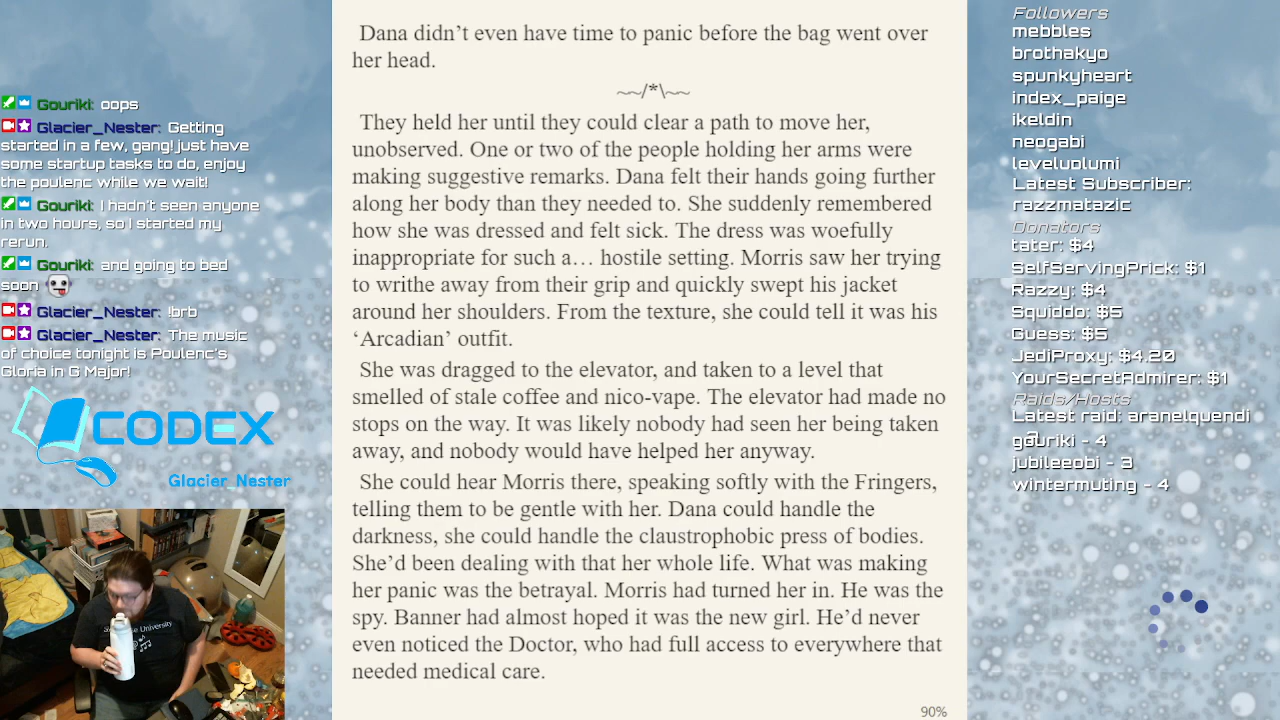 Gouriki: oops
Glacier_Nester: Getting
started in a few, gang! just have
some startup tasks to do, enjoy
the poulenc while we wait!
Gouriki: I hadn't seen anyone
in two hours, so I started my
rerun.
Gouriki: and going to bed
soon
Glacier_Nester: !brb
Glacier_Nester: The music
of choice tonight is Poulenc's
Gloria in G Major!
CODEX
Glacier_Nester
Dana didn’t even have time to panic before the bag went over
her head.
~~/*\~~
They held her until they could clear a path to move her,
unobserved. One or two of the people holding her arms were
making suggestive remarks. Dana felt their hands going further
along her body than they needed to. She suddenly remembered
how she was dressed and felt sick. The dress was woefully
inappropriate for such a… hostile setting. Morris saw her trying
to writhe away from their grip and quickly swept his jacket
around her shoulders. From the texture, she could tell it was his
‘Arcadian’ outfit.
She was dragged to the elevator, and taken to a level that
smelled of stale coffee and nico-vape. The elevator had made no
stops on the way. It was likely nobody had seen her being taken
away, and nobody would have helped her anyway.
She could hear Morris there, speaking softly with the Fringers,
telling them to be gentle with her. Dana could handle the
darkness, she could handle the claustrophobic press of bodies.
She’d been dealing with that her whole life. What was making
her panic was the betrayal. Morris had turned her in. He was the
spy. Banner had almost hoped it was the new girl. He’d never
even noticed the Doctor, who had full access to everywhere that
needed medical care.
90%
Followers
mebbles
brothakyo
spunkyheart
index_paige
ikeldin
neogabi
leveluolumi
Latest Subscriber:
razzmatazic
Donators
tater: $4
SelfServingPrick: $1
Razzy: $4
Squiddo: $5
Guess: $5
JediProxy: $4.20
YourSecretAdmirer: $1
Raids/Hosts
Latest raid: aranelquendi
gouriki - 4
jubileeobi - 3
wintermuting - 4